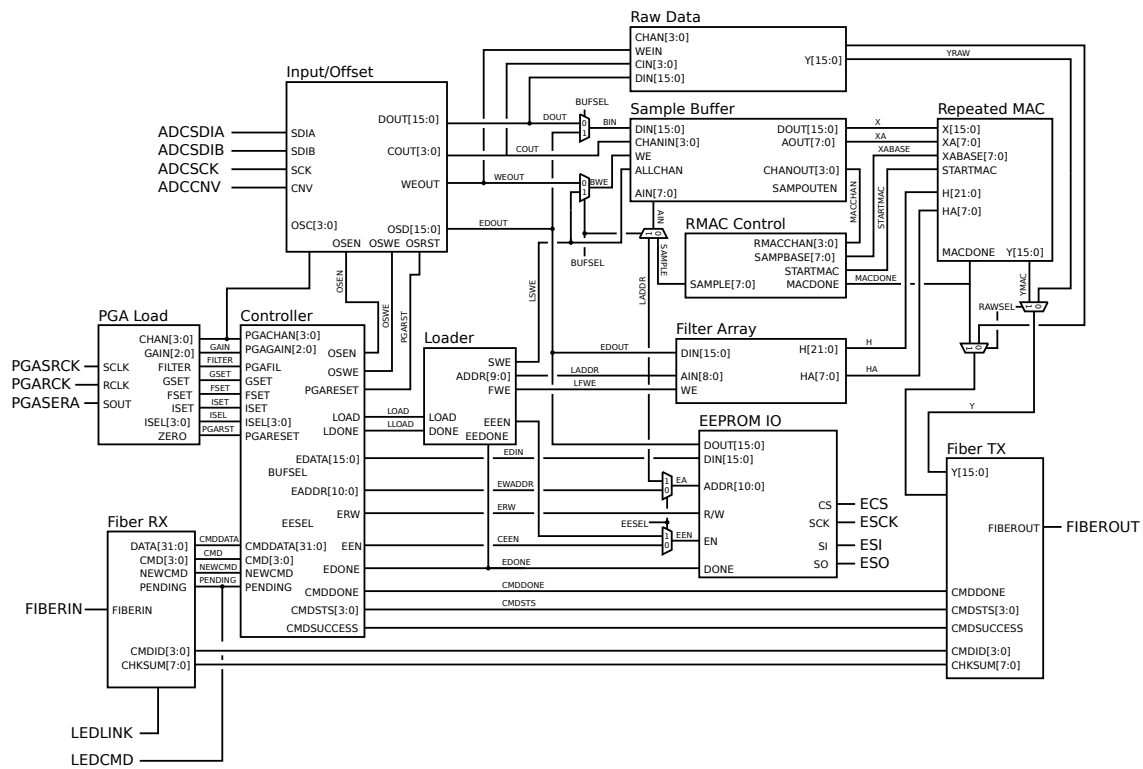 Raw Data
CHAN[3:0]
WEIN
CIN[3:0]
DIN[15:0]
Y[15:0]
YRAW
Input/Offset
DOUT[15:0]
COUT[3:0]
WEOUT
OSD[15:0]
SDIA
SDIB
SCK
CNV
OSC[3:0]
OSEN
OSWE
OSRST
ADCSDIA
ADCSDIB
ADCSCK
ADCCNV
DOUT
COUT
WEOUT
EDOUT
BUFSEL
0
1
BIN
0
1
BWE
BUFSEL
Sample Buffer
DIN[15:0]
CHANIN[3:0]
WE
ALLCHAN
AIN[7:0]
DOUT[15:0]
AOUT[7:0]
CHANOUT[3:0]
SAMPOUTEN
X
XA
XABASE
STARTMAC
MACCHAN
Repeated MAC
X[15:0]
XA[7:0]
XABASE[7:0]
STARTMAC
H[21:0]
HA[7:0]
MACDONE
Y[15:0]
AIN
1
0
SAMPLE
LADDR
RMAC Control
RMACCHAN[3:0]
SAMPBASE[7:0]
STARTMAC
MACDONE
SAMPLE[7:0]
MACDONE
YMAC
RAWSEL
1
0
1
0
OSEN
OSWE
PGARST
LSWE
PGA Load
CHAN[3:0]
GAIN[2:0]
FILTER
GSET
FSET
ISET
ISEL[3:0]
ZERO
SCLK
RCLK
SOUT
PGASRCK
PGARCK
PGASERA
GAIN
FILTER
GSET
FSET
ISET
ISEL
PGARST
Controller
PGACHAN[3:0]
PGAGAIN[2:0]
PGAFIL
GSET
FSET
ISET
ISEL[3:0]
PGARESET
OSEN
OSWE
PGARESET
LOAD
LDONE
EDATA[15:0]
BUFSEL
EADDR[10:0]
ERW
EESEL
EEN
EDONE
CMDDATA[31:0]
CMD[3:0]
NEWCMD
PENDING
CMDDONE
CMDSTS[3:0]
CMDSUCCESS
LOAD
LLOAD
Loader
SWE
ADDR[9:0]
FWE
LOAD
DONE
EEEN
EEDONE
EDOUT
LADDR
LFWE
Filter Array
DIN[15:0]
AIN[8:0]
WE
H[21:0]
HA[7:0]
H
HA
EDIN
EWADDR
ERW
CEEN
EDONE
CMDDONE
CMDSTS
1
0
EA
EESEL
1
0
EEN
EEPROM IO
DOUT[15:0]
DIN[15:0]
ADDR[10:0]
R/W
EN
DONE
CS
SCK
SI
SO
ECS
ESCK
ESI
ESO
Y
Fiber TX
Y[15:0]
FIBEROUT
CMDDONE
CMDSTS[3:0]
CMDSUCCESS
CMDID[3:0]
CHKSUM[7:0]
FIBEROUT
Fiber RX
DATA[31:0]
CMD[3:0]
NEWCMD
PENDING
FIBERIN
CMDID[3:0]
CHKSUM[7:0]
CMDDATA
CMD
NEWCMD
PENDING
FIBERIN
LEDLINK
LEDCMD